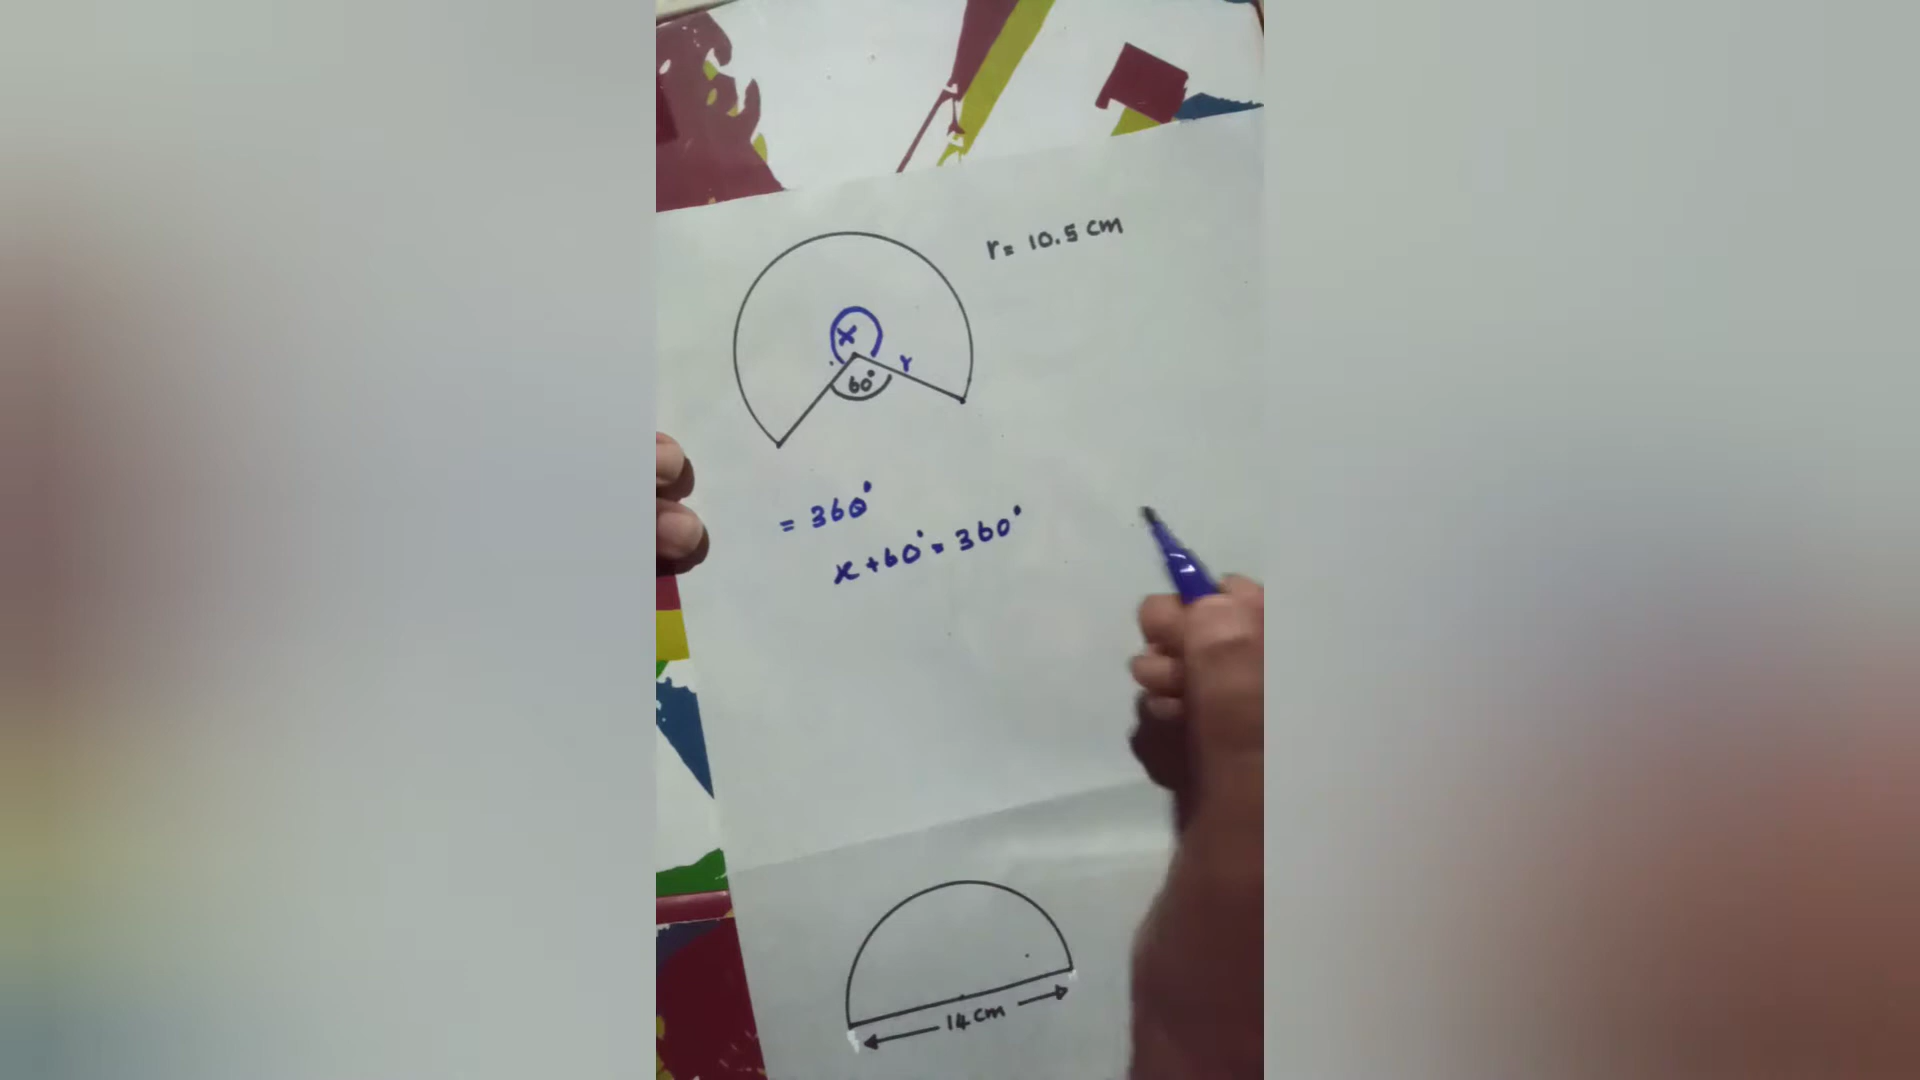 r = 10.5 cm
x
r
60°
= 360°
x + 60° = 360°
14 cm